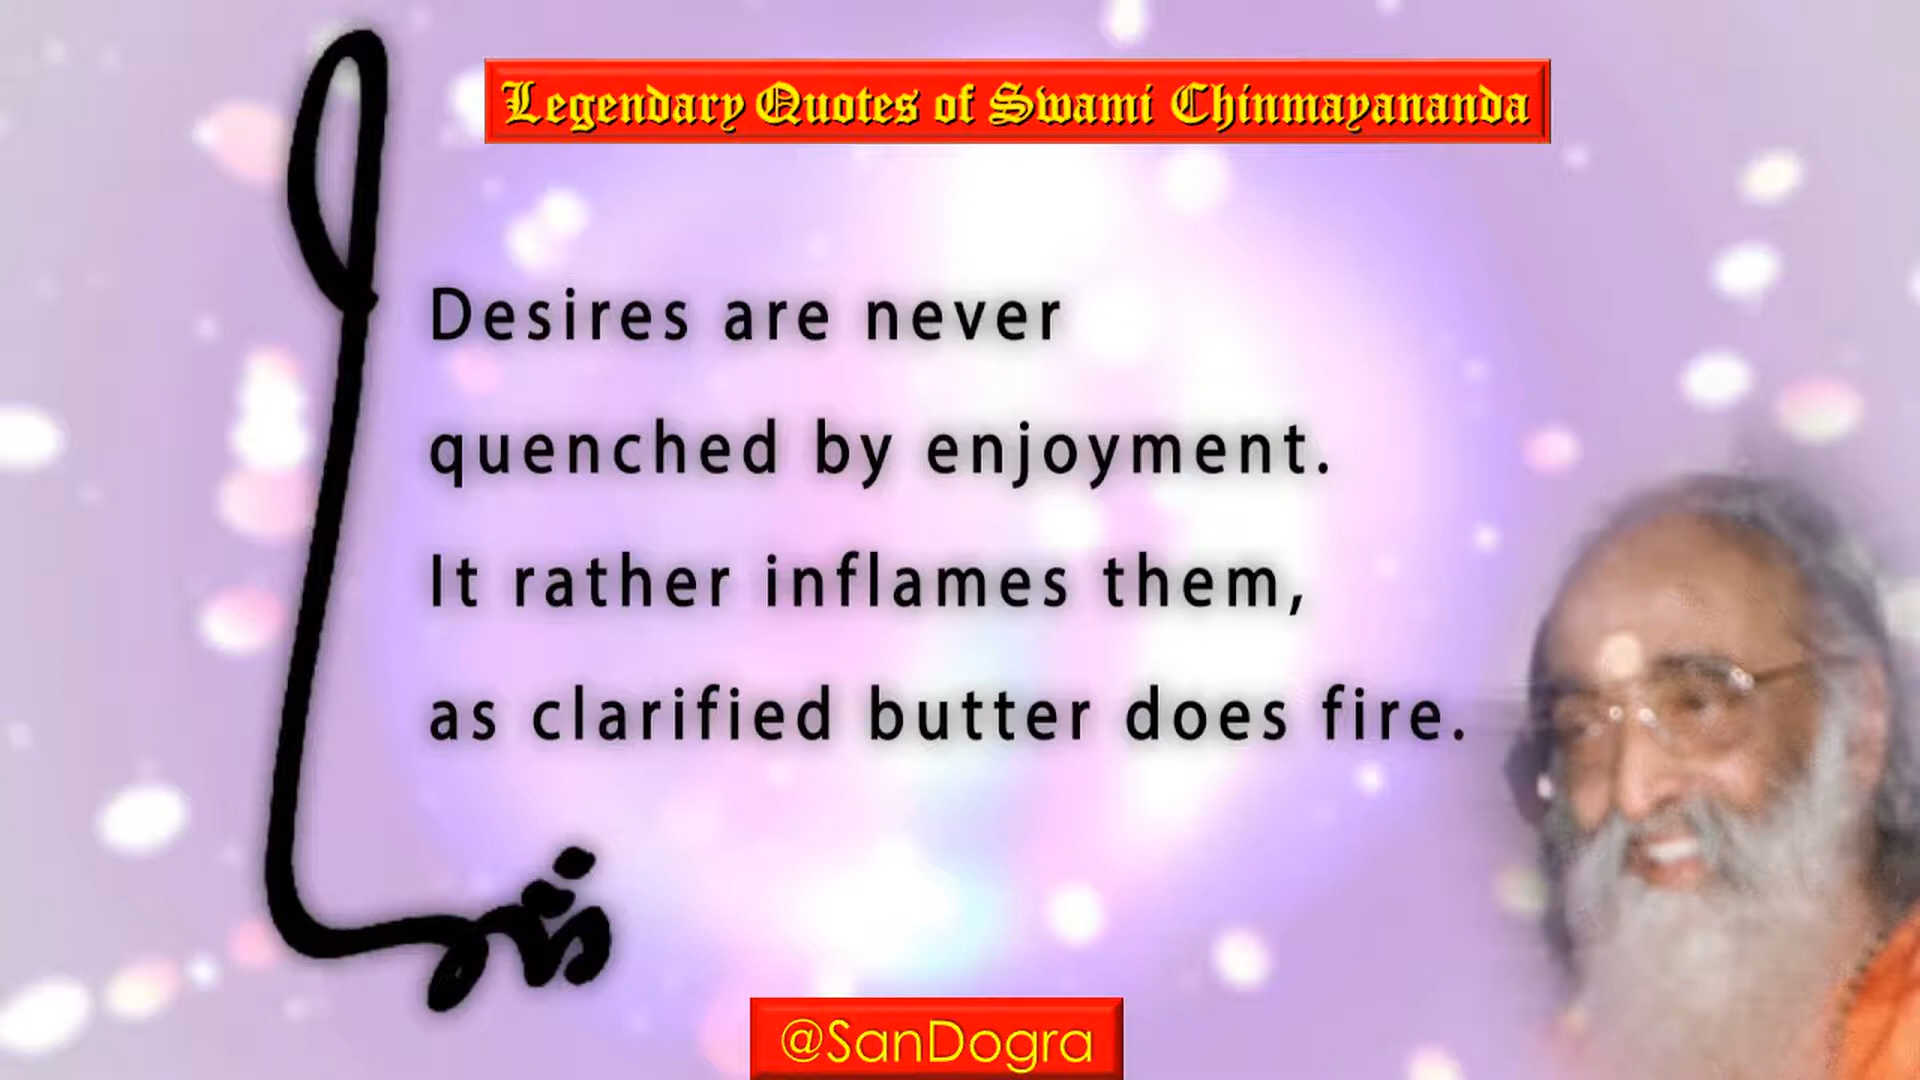 Legendary Quotes of Swami Chinmayananda
Desires are never
quenched by enjoyment.
It rather inflames them,
as clarified butter does fire.
@SanDogra